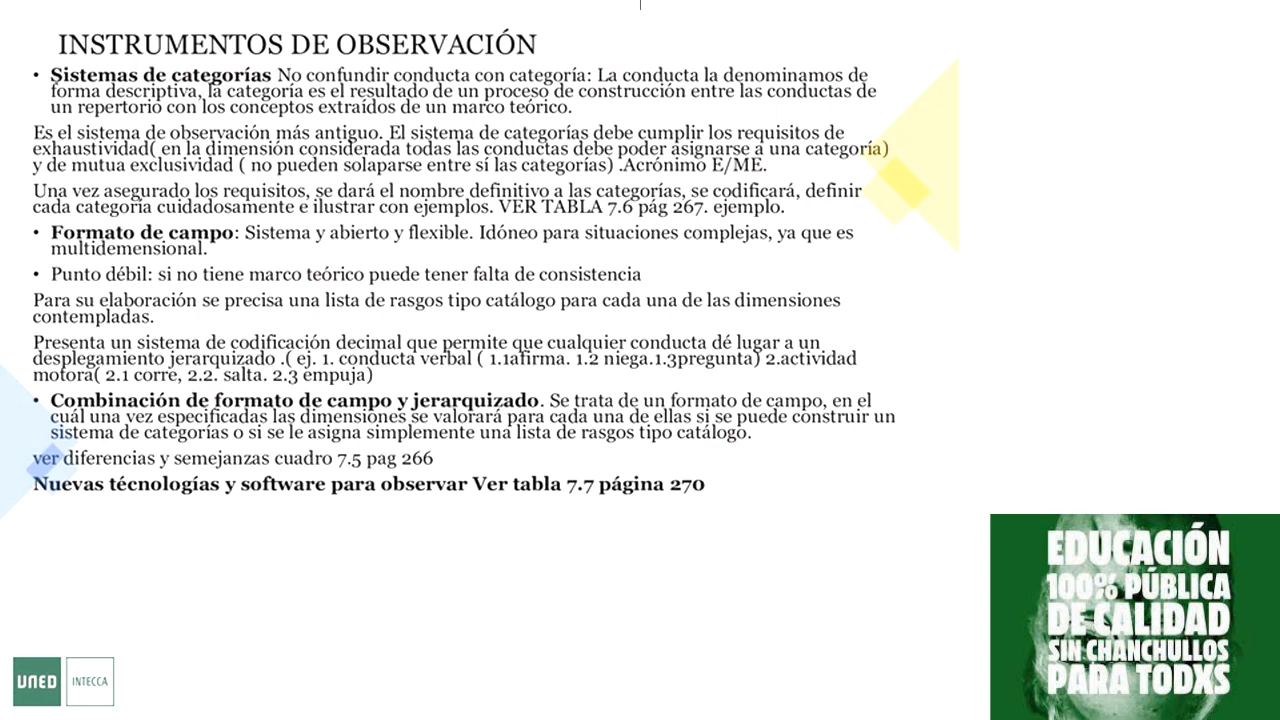 INSTRUMENTOS DE OBSERVACIÓN
• Sistemas de categorías No confundir conducta con categoría: La conducta la denominamos de
forma descriptiva, la categoría es el resultado de un proceso de construcción entre las conductas de
un repertorio con los conceptos extraídos de un marco teórico.
Es el sistema de observación más antiguo. El sistema de categorías debe cumplir los requisitos de
exhaustividad( en la dimensión considerada todas las conductas debe poder asignarse a una categoría)
y de mutua exclusividad ( no pueden solaparse entre sí las categorías) .Acrónimo E/ME.
Una vez asegurado los requisitos, se dará el nombre definitivo a las categorías, se codificará, definir
cada categoría cuidadosamente e ilustrar con ejemplos. VER TABLA 7.6 pág 267. ejemplo.
• Formato de campo: Sistema y abierto y flexible. Idóneo para situaciones complejas, ya que es
multidemensional.
• Punto débil: si no tiene marco teórico puede tener falta de consistencia
Para su elaboración se precisa una lista de rasgos tipo catálogo para cada una de las dimensiones
contempladas.
Presenta un sistema de codificación decimal que permite que cualquier conducta dé lugar a un
desplegamiento jerarquizado .( ej. 1. conducta verbal ( 1.1afirma. 1.2 niega.1.3pregunta) 2.actividad
motora( 2.1 corre, 2.2. salta. 2.3 empuja)
• Combinación de formato de campo y jerarquizado. Se trata de un formato de campo, en el
cuál una vez especificadas las dimensiones se valorará para cada una de ellas si se puede construir un
sistema de categorías o si se le asigna simplemente una lista de rasgos tipo catálogo.
ver diferencias y semejanzas cuadro 7.5 pag 266
Nuevas técnologías y software para observar Ver tabla 7.7 página 270
EDUCACIÓN
100% PÚBLICA
DE CALIDAD
SIN CHANCHULLOS
PARA TODXS
UNED INTECCA